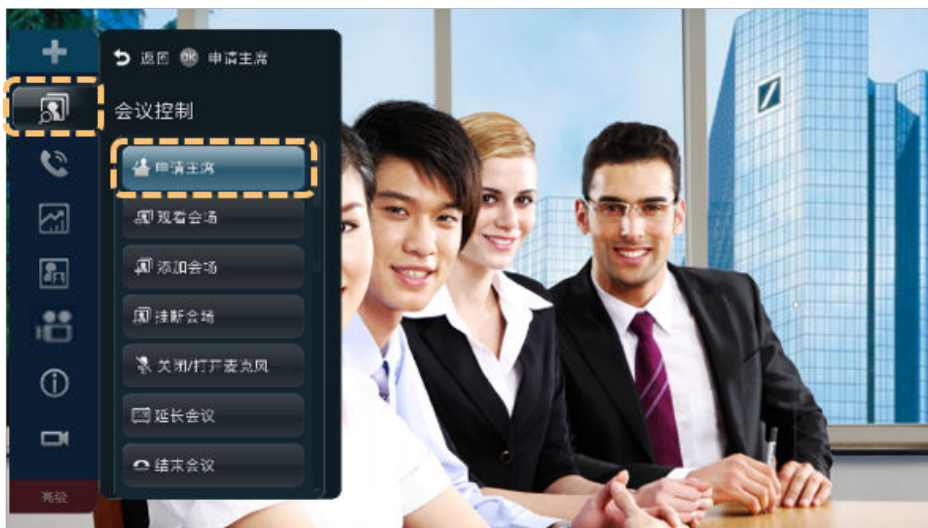 返回 OK 申请主席
会议控制
申请主席
观看会场
添加会场
挂断会场
关闭/打开麦克风
延长会议
结束会议
高级